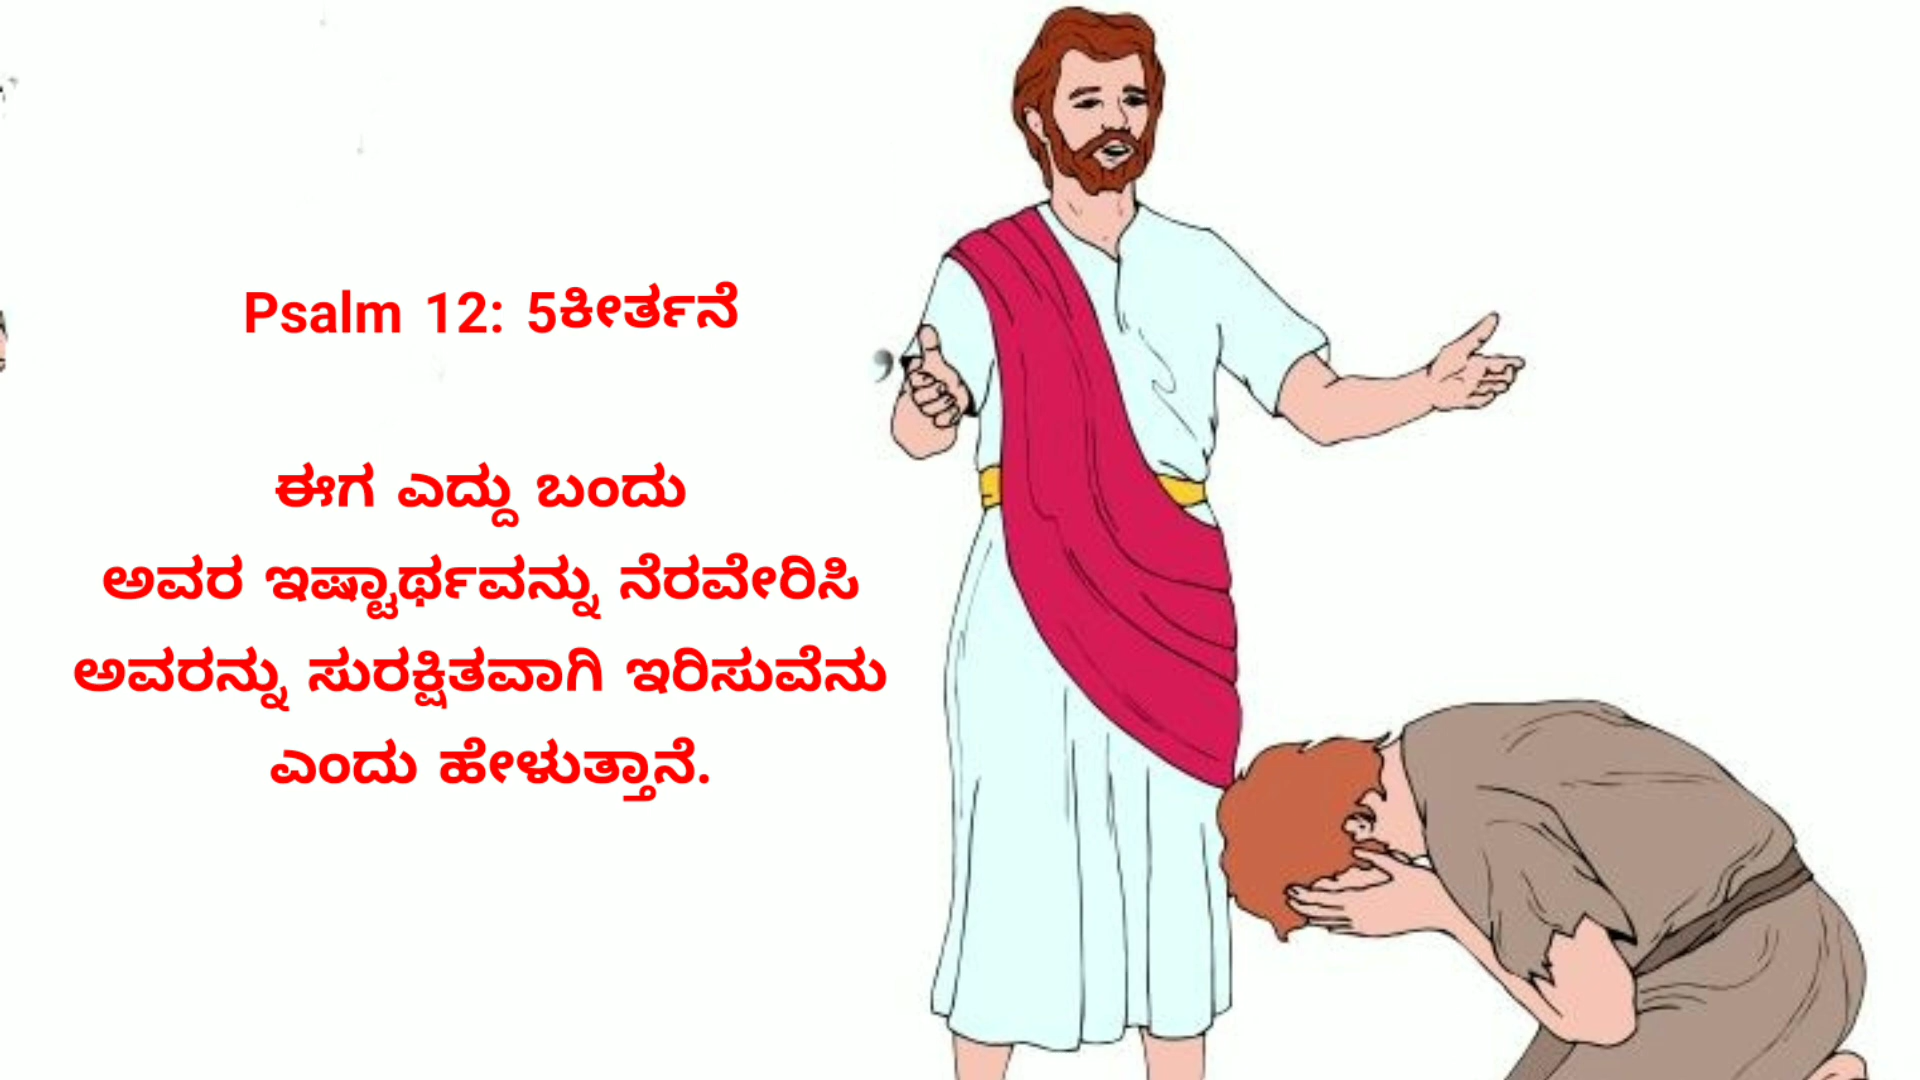 Psalm 12: 5ಕೀರ್ತನೆ
ಈಗ ಎದ್ದು ಬಂದು
ಅವರ ಇಷ್ಟಾರ್ಥವನ್ನು ನೆರವೇರಿಸಿ
ಅವರನ್ನು ಸುರಕ್ಷಿತವಾಗಿ ಇರಿಸುವೆನು
ಎಂದು ಹೇಳುತ್ತಾನೆ.